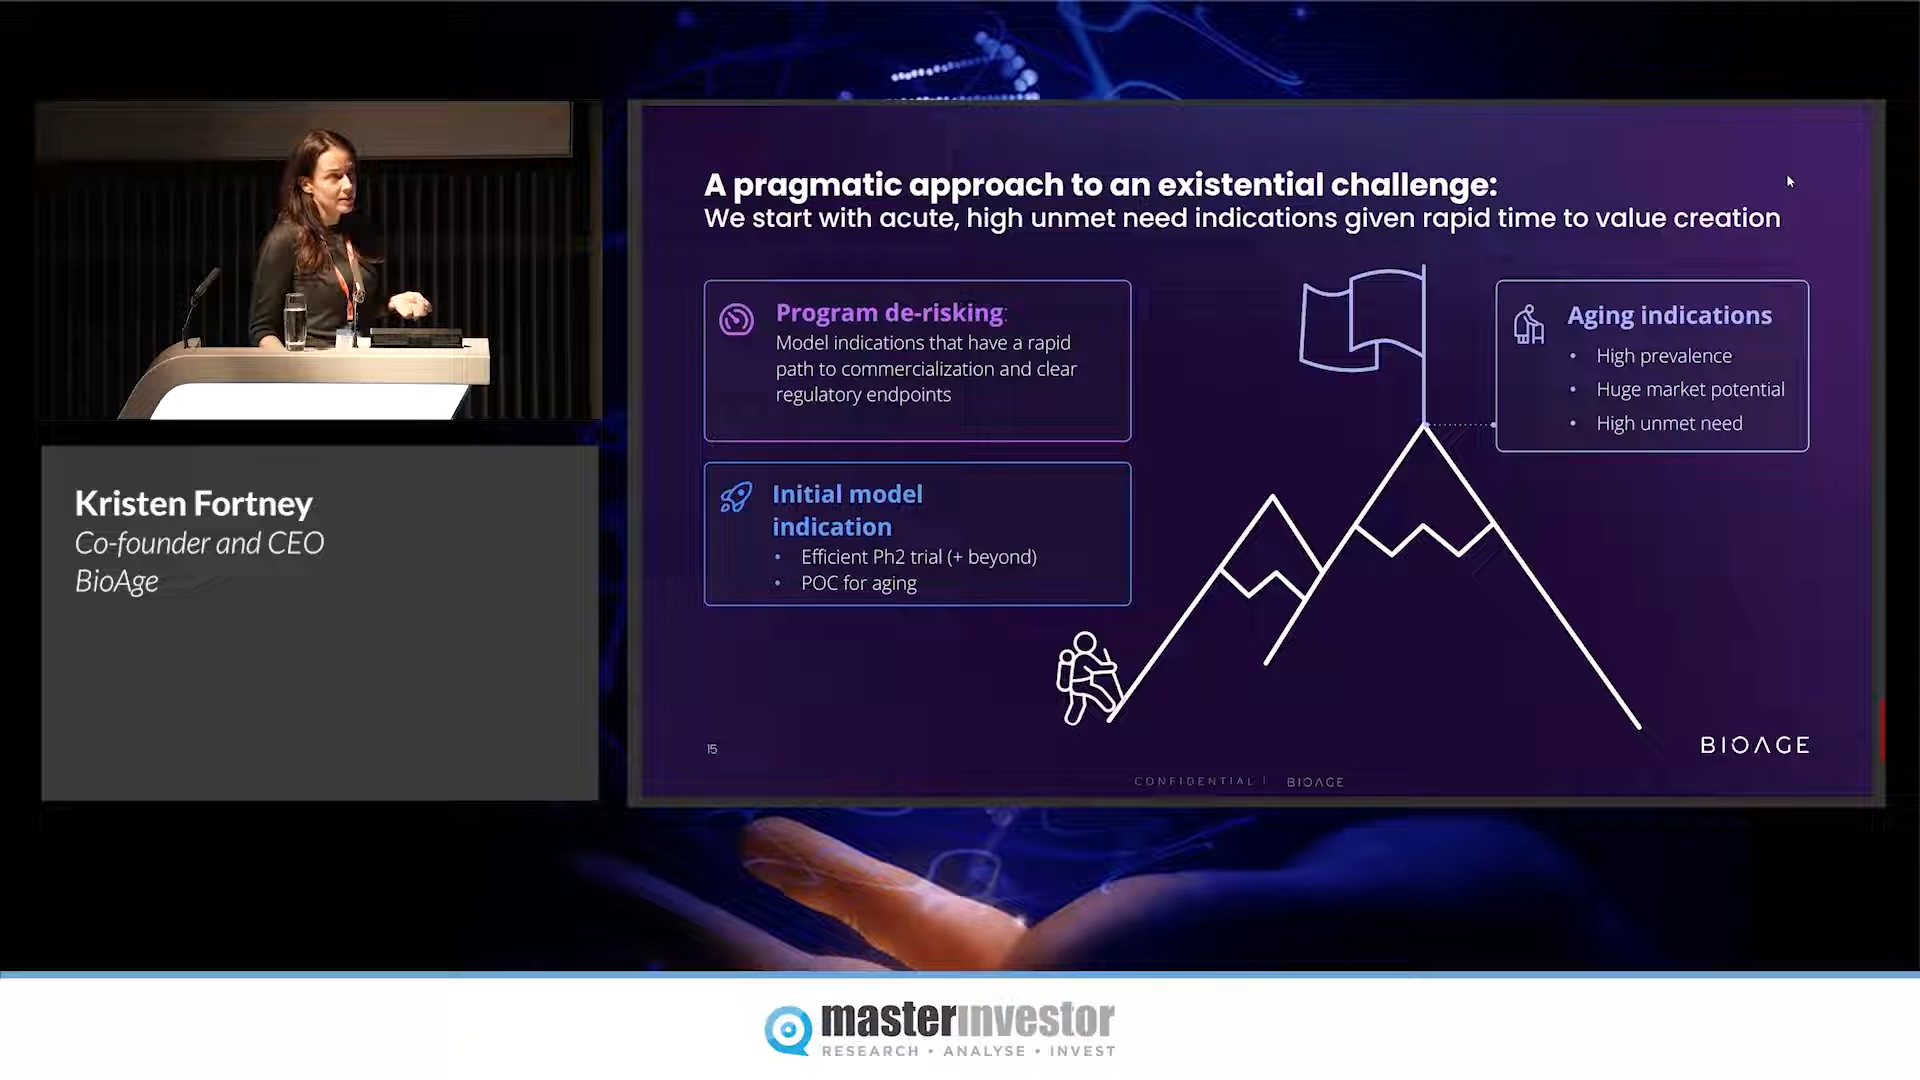 A pragmatic approach to an existential challenge:
We start with acute, high unmet need indications given rapid time to value creation
Program de-risking:
Model indications that have a rapid
path to commercialization and clear
regulatory endpoints
Initial model
indication
• Efficient Ph2 trial (+ beyond)
• POC for aging
Aging indications
• High prevalence
• Huge market potential
• High unmet need
15
BIOAGE
CONFIDENTIAL | BIOAGE
Kristen Fortney
Co-founder and CEO
BioAge
masterinvestor
RESEARCH • ANALYSE • INVEST